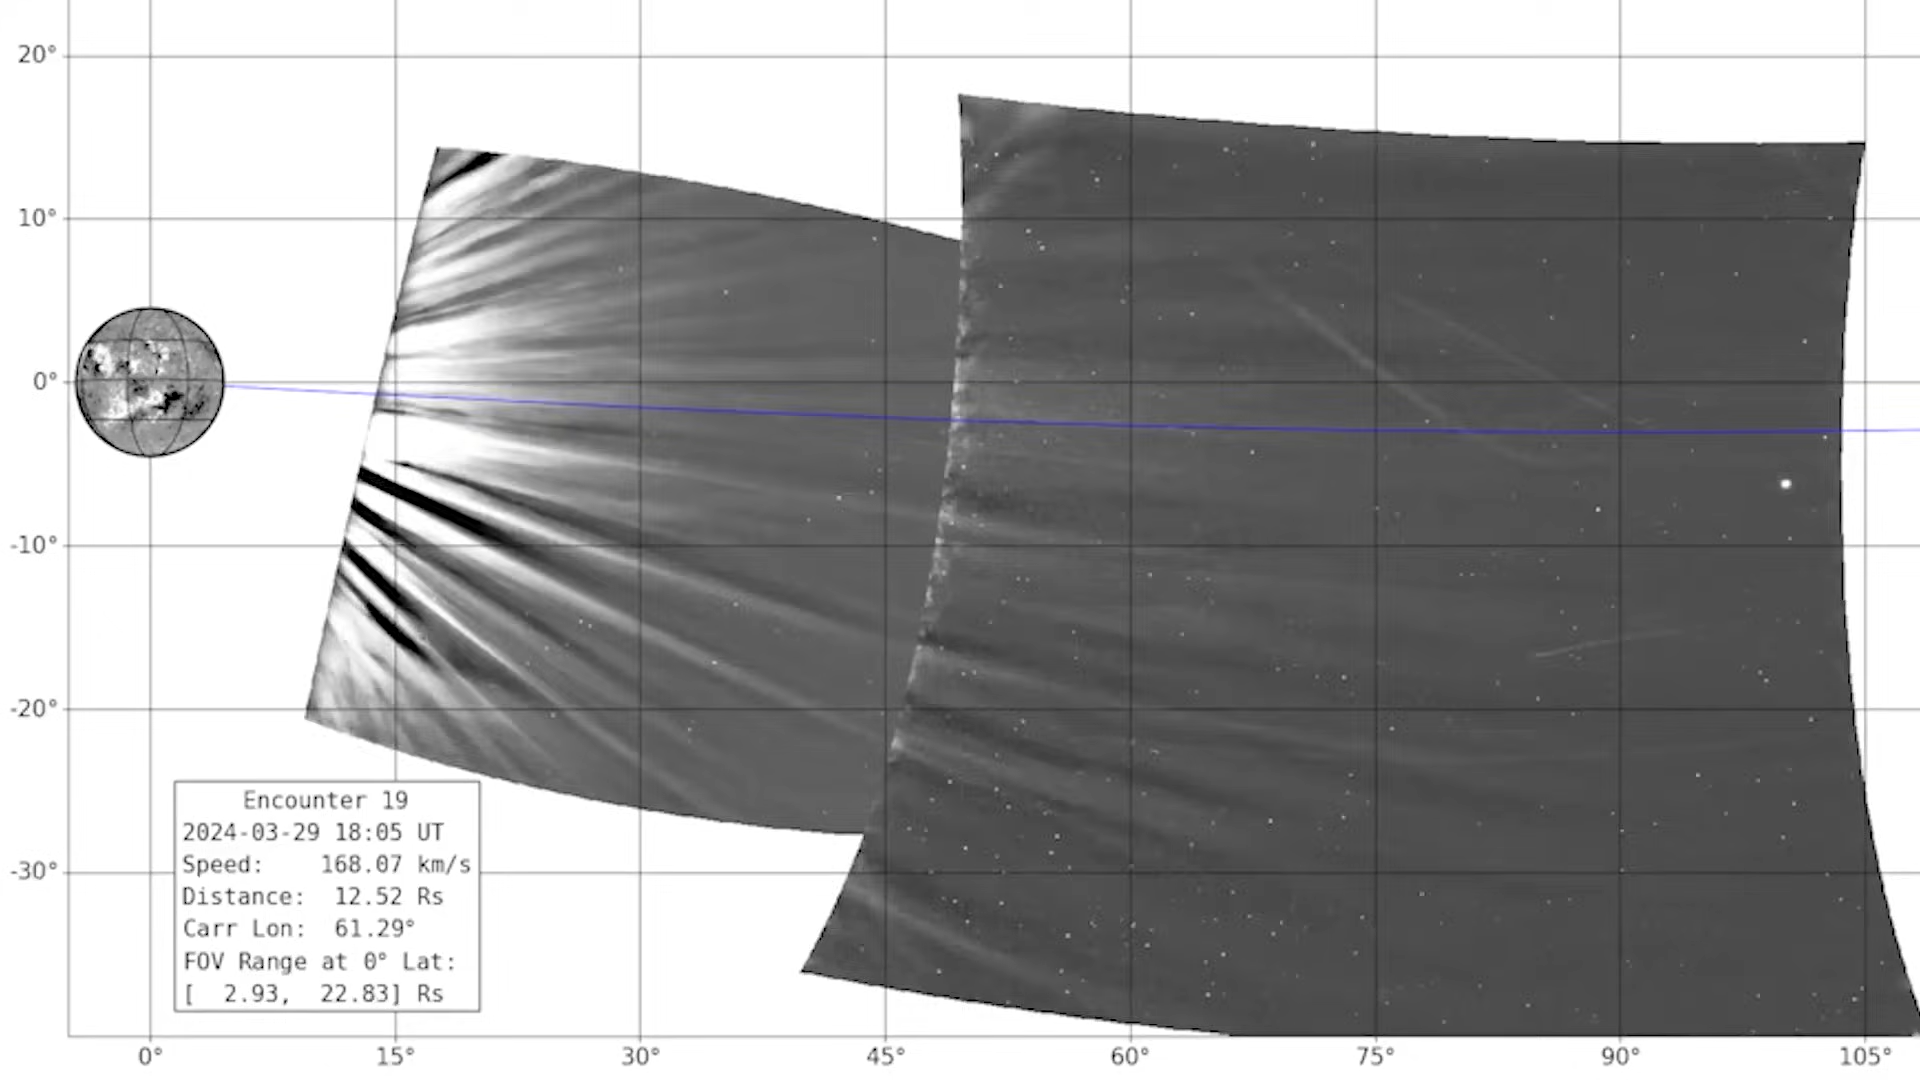 20°
10°
0°
-10°
-20°
-30°
Encounter 19
2024-03-29 18:05 UT
Speed: 168.07 km/s
Distance: 12.52 Rs
Carr Lon: 61.29°
FOV Range at 0° Lat:
[ 2.93, 22.83] Rs
0° 15° 30° 45° 60° 75° 90° 105°